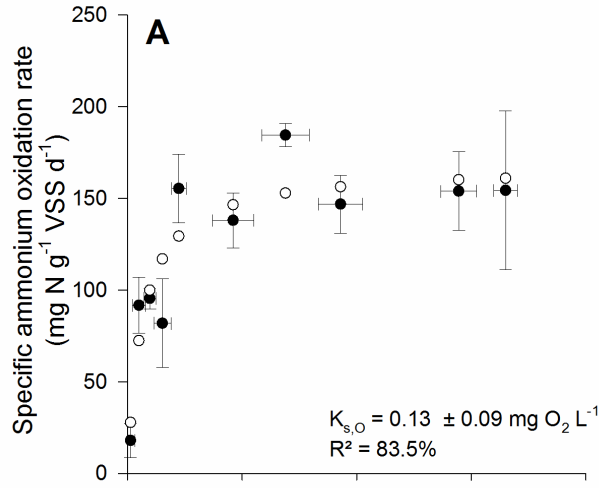 A
Specific ammonium oxidation rate
(mg N g⁻¹ VSS d⁻¹)
250
200
150
100
50
0
Kₛ,O = 0.13 ± 0.09 mg O₂ L⁻¹
R² = 83.5%